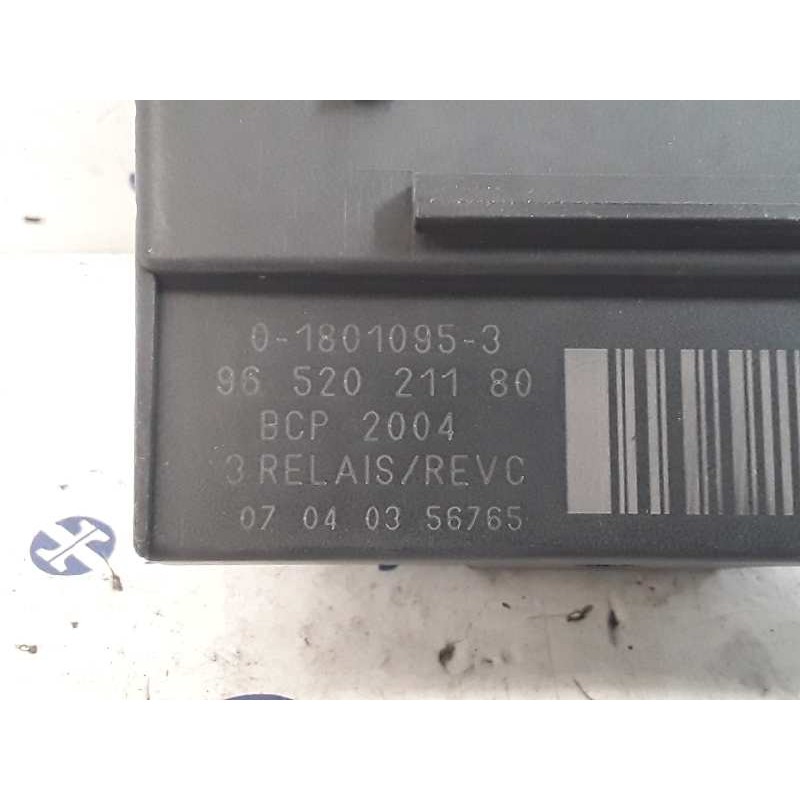 0-1801095-3
96 520 211 80
BCP 2004
3 RELAIS/REVC
07 04 03 56765